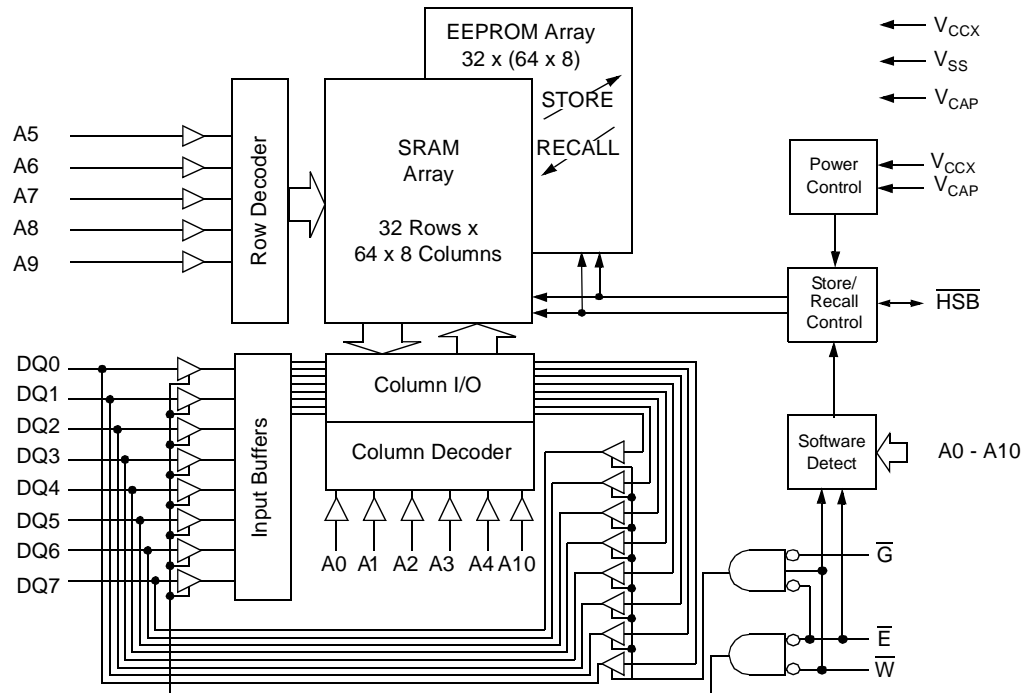 EEPROM Array
32 x (64 x 8)
STORE
RECALL
SRAM
Array
32 Rows x
64 x 8 Columns
Row Decoder
A5
A6
A7
A8
A9
V_CCX
V_SS
V_CAP
Power
Control
V_CCX
V_CAP
Store/
Recall
Control
H̅S̅B̅
DQ0
DQ1
DQ2
DQ3
DQ4
DQ5
DQ6
DQ7
Input Buffers
Column I/O
Column Decoder
A0 A1 A2 A3 A4 A10
Software
Detect
A0 - A10
G̅
E̅
W̅